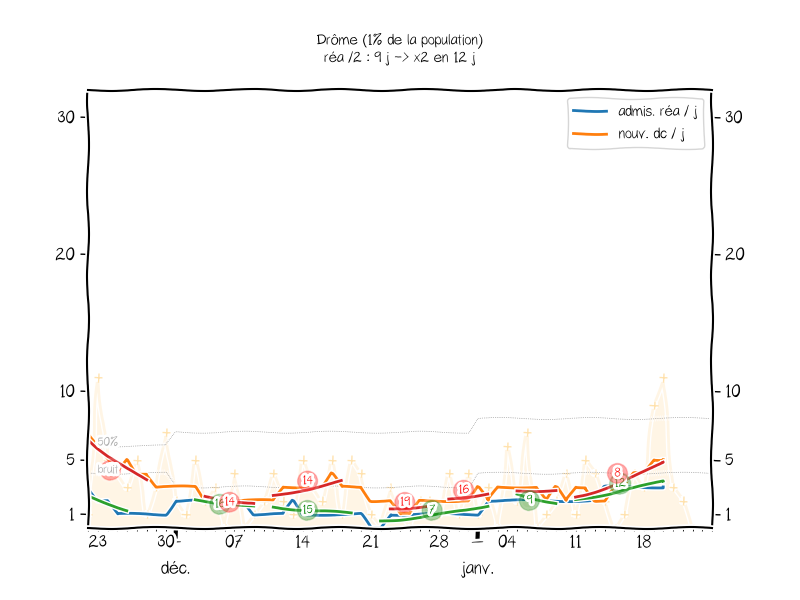 Drôme (1% de la population)
réa /2 : 9 j -> x2 en 12 j
admis. réa / j
nouv. dc / j
30 30
20 20
10 10
50%
5 5
bruit
8
12
14
16
19
14
15
7
9
14
1 1
23 30 07 14 21 28 04 11 18
déc. janv.